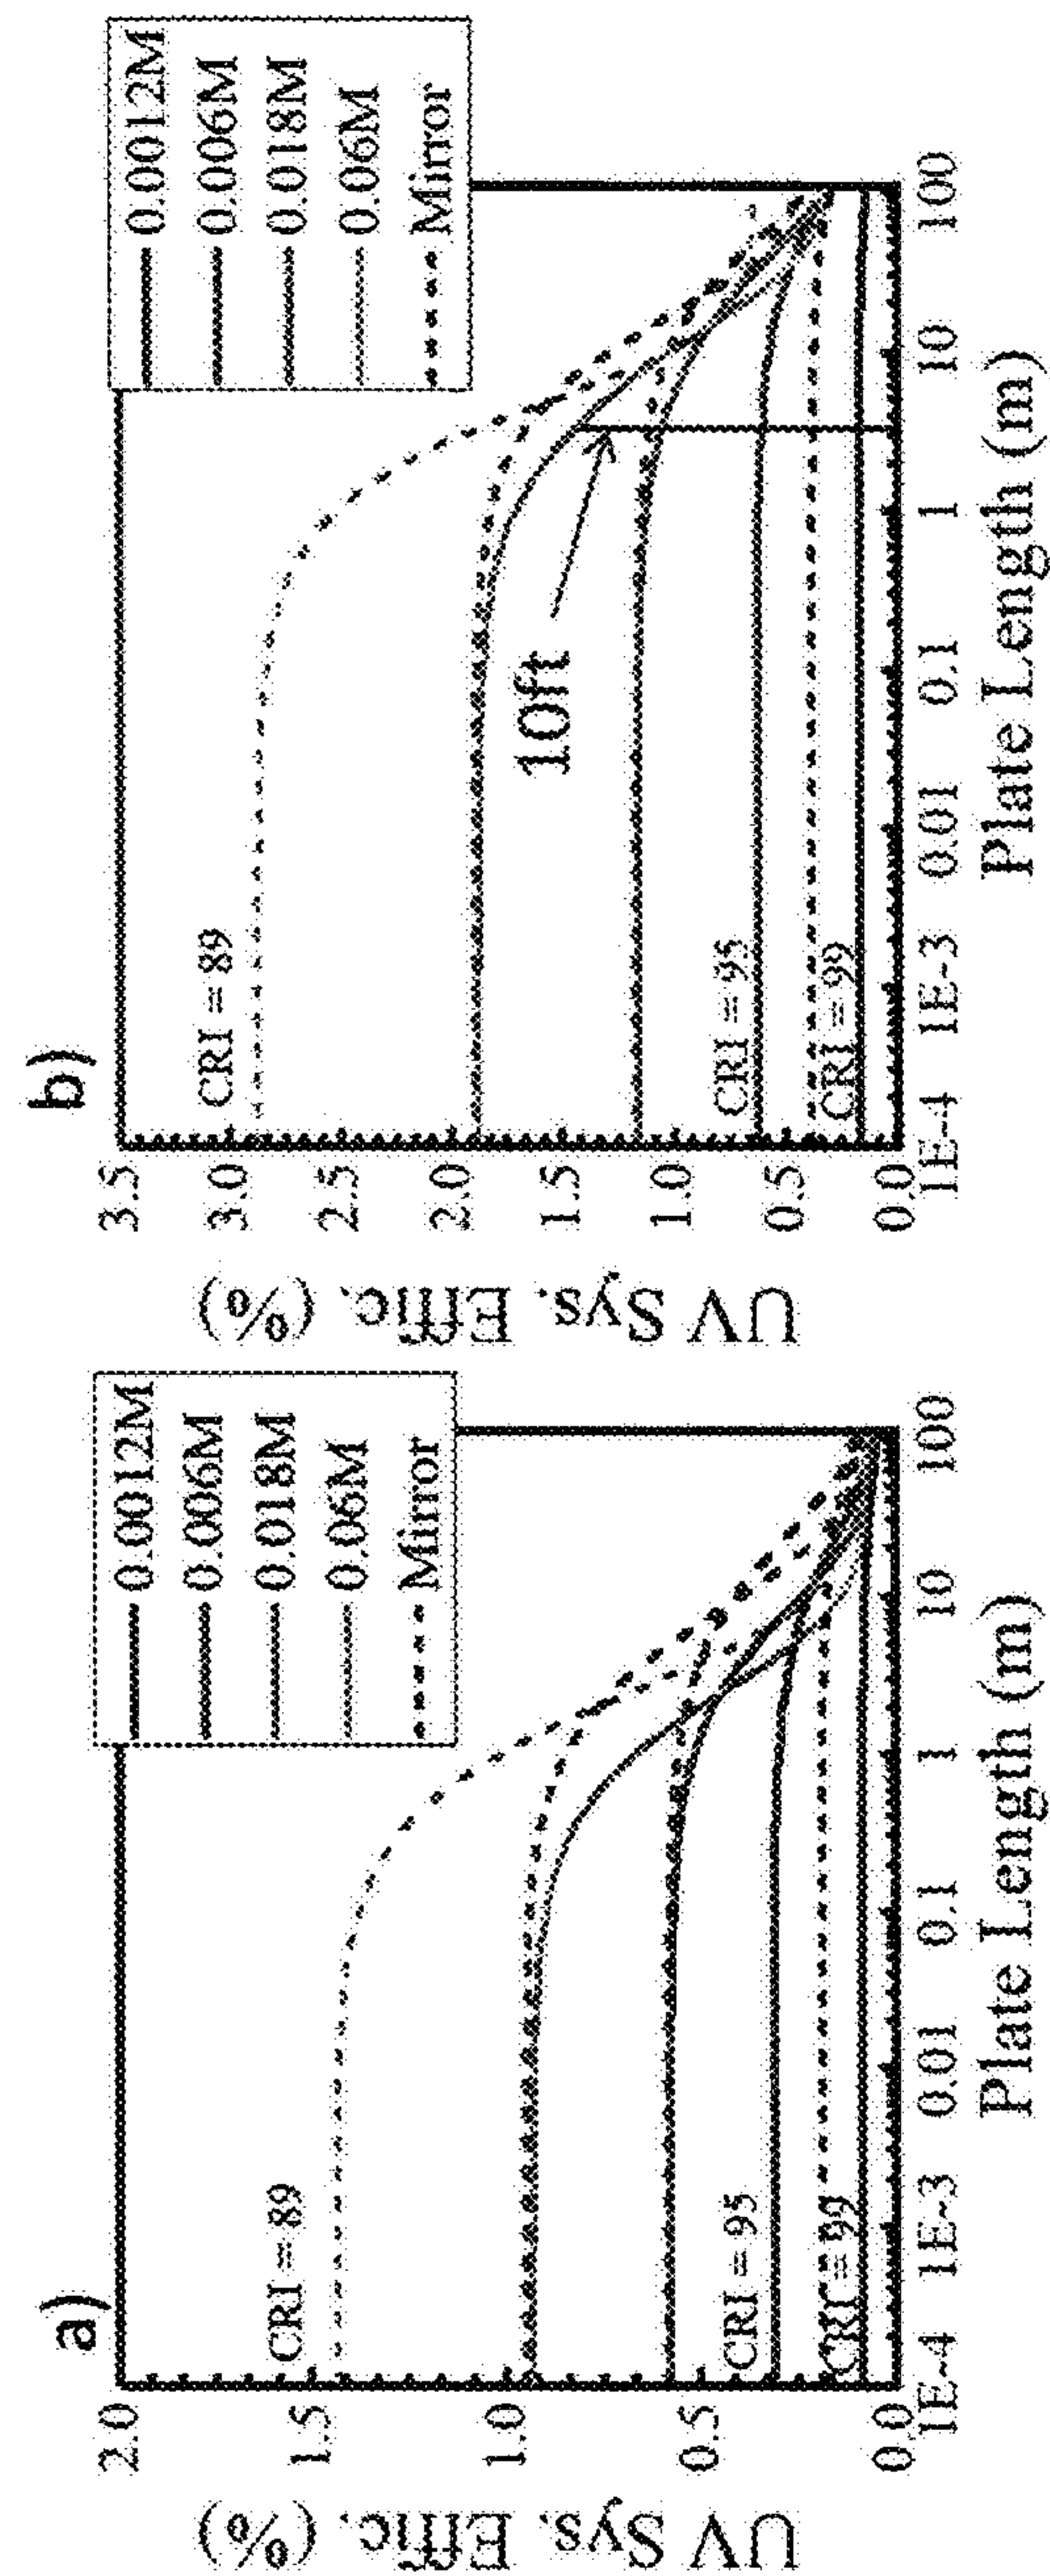 a)
UV Sys. Effic. (%)
2.0
1.5
1.0
0.5
0.0
0.0012M
0.006M
0.018M
0.06M
Mirror
CRI = 89
CRI = 95
CRI = 99
1E-4 1E-3 0.01 0.1 1 10 100
Plate Length (m)
b)
UV Sys. Effic. (%)
3.5
3.0
2.5
2.0
1.5
1.0
0.5
0.0
0.0012M
0.006M
0.018M
0.06M
Mirror
CRI = 89
10ft
CRI = 95
CRI = 99
1E-4 1E-3 0.01 0.1 1 10 100
Plate Length (m)